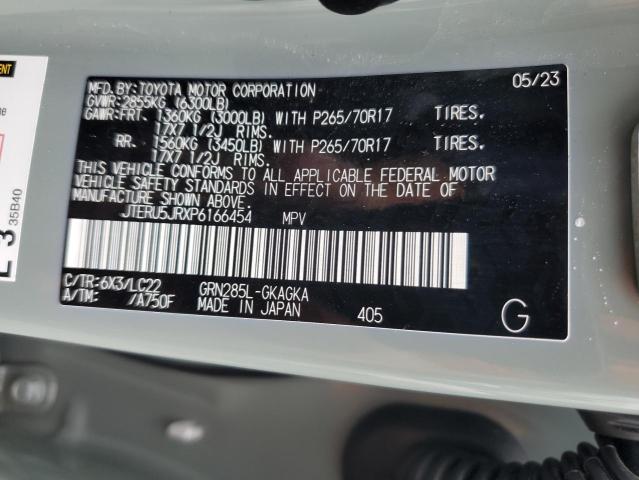 MFD.BY:TOYOTA MOTOR CORPORATION 05/23
GVWR:2855KG (6300LB)
GAWR:FRT. 1360KG (3000LB) WITH P265/70R17 TIRES.
17X7 1/2J RIMS.
RR. 1560KG (3450LB) WITH P265/70R17 TIRES.
17X7 1/2J RIMS.
THIS VEHICLE CONFORMS TO ALL APPLICABLE FEDERAL MOTOR
VEHICLE SAFETY STANDARDS IN EFFECT ON THE DATE OF
MANUFACTURE SHOWN ABOVE.
JTERU5JRXP6166454 MPV
C/TR:6X3/LC22 GRN285L-GKAGKA
A/TM: /A750F MADE IN JAPAN 405 G
3
35B40